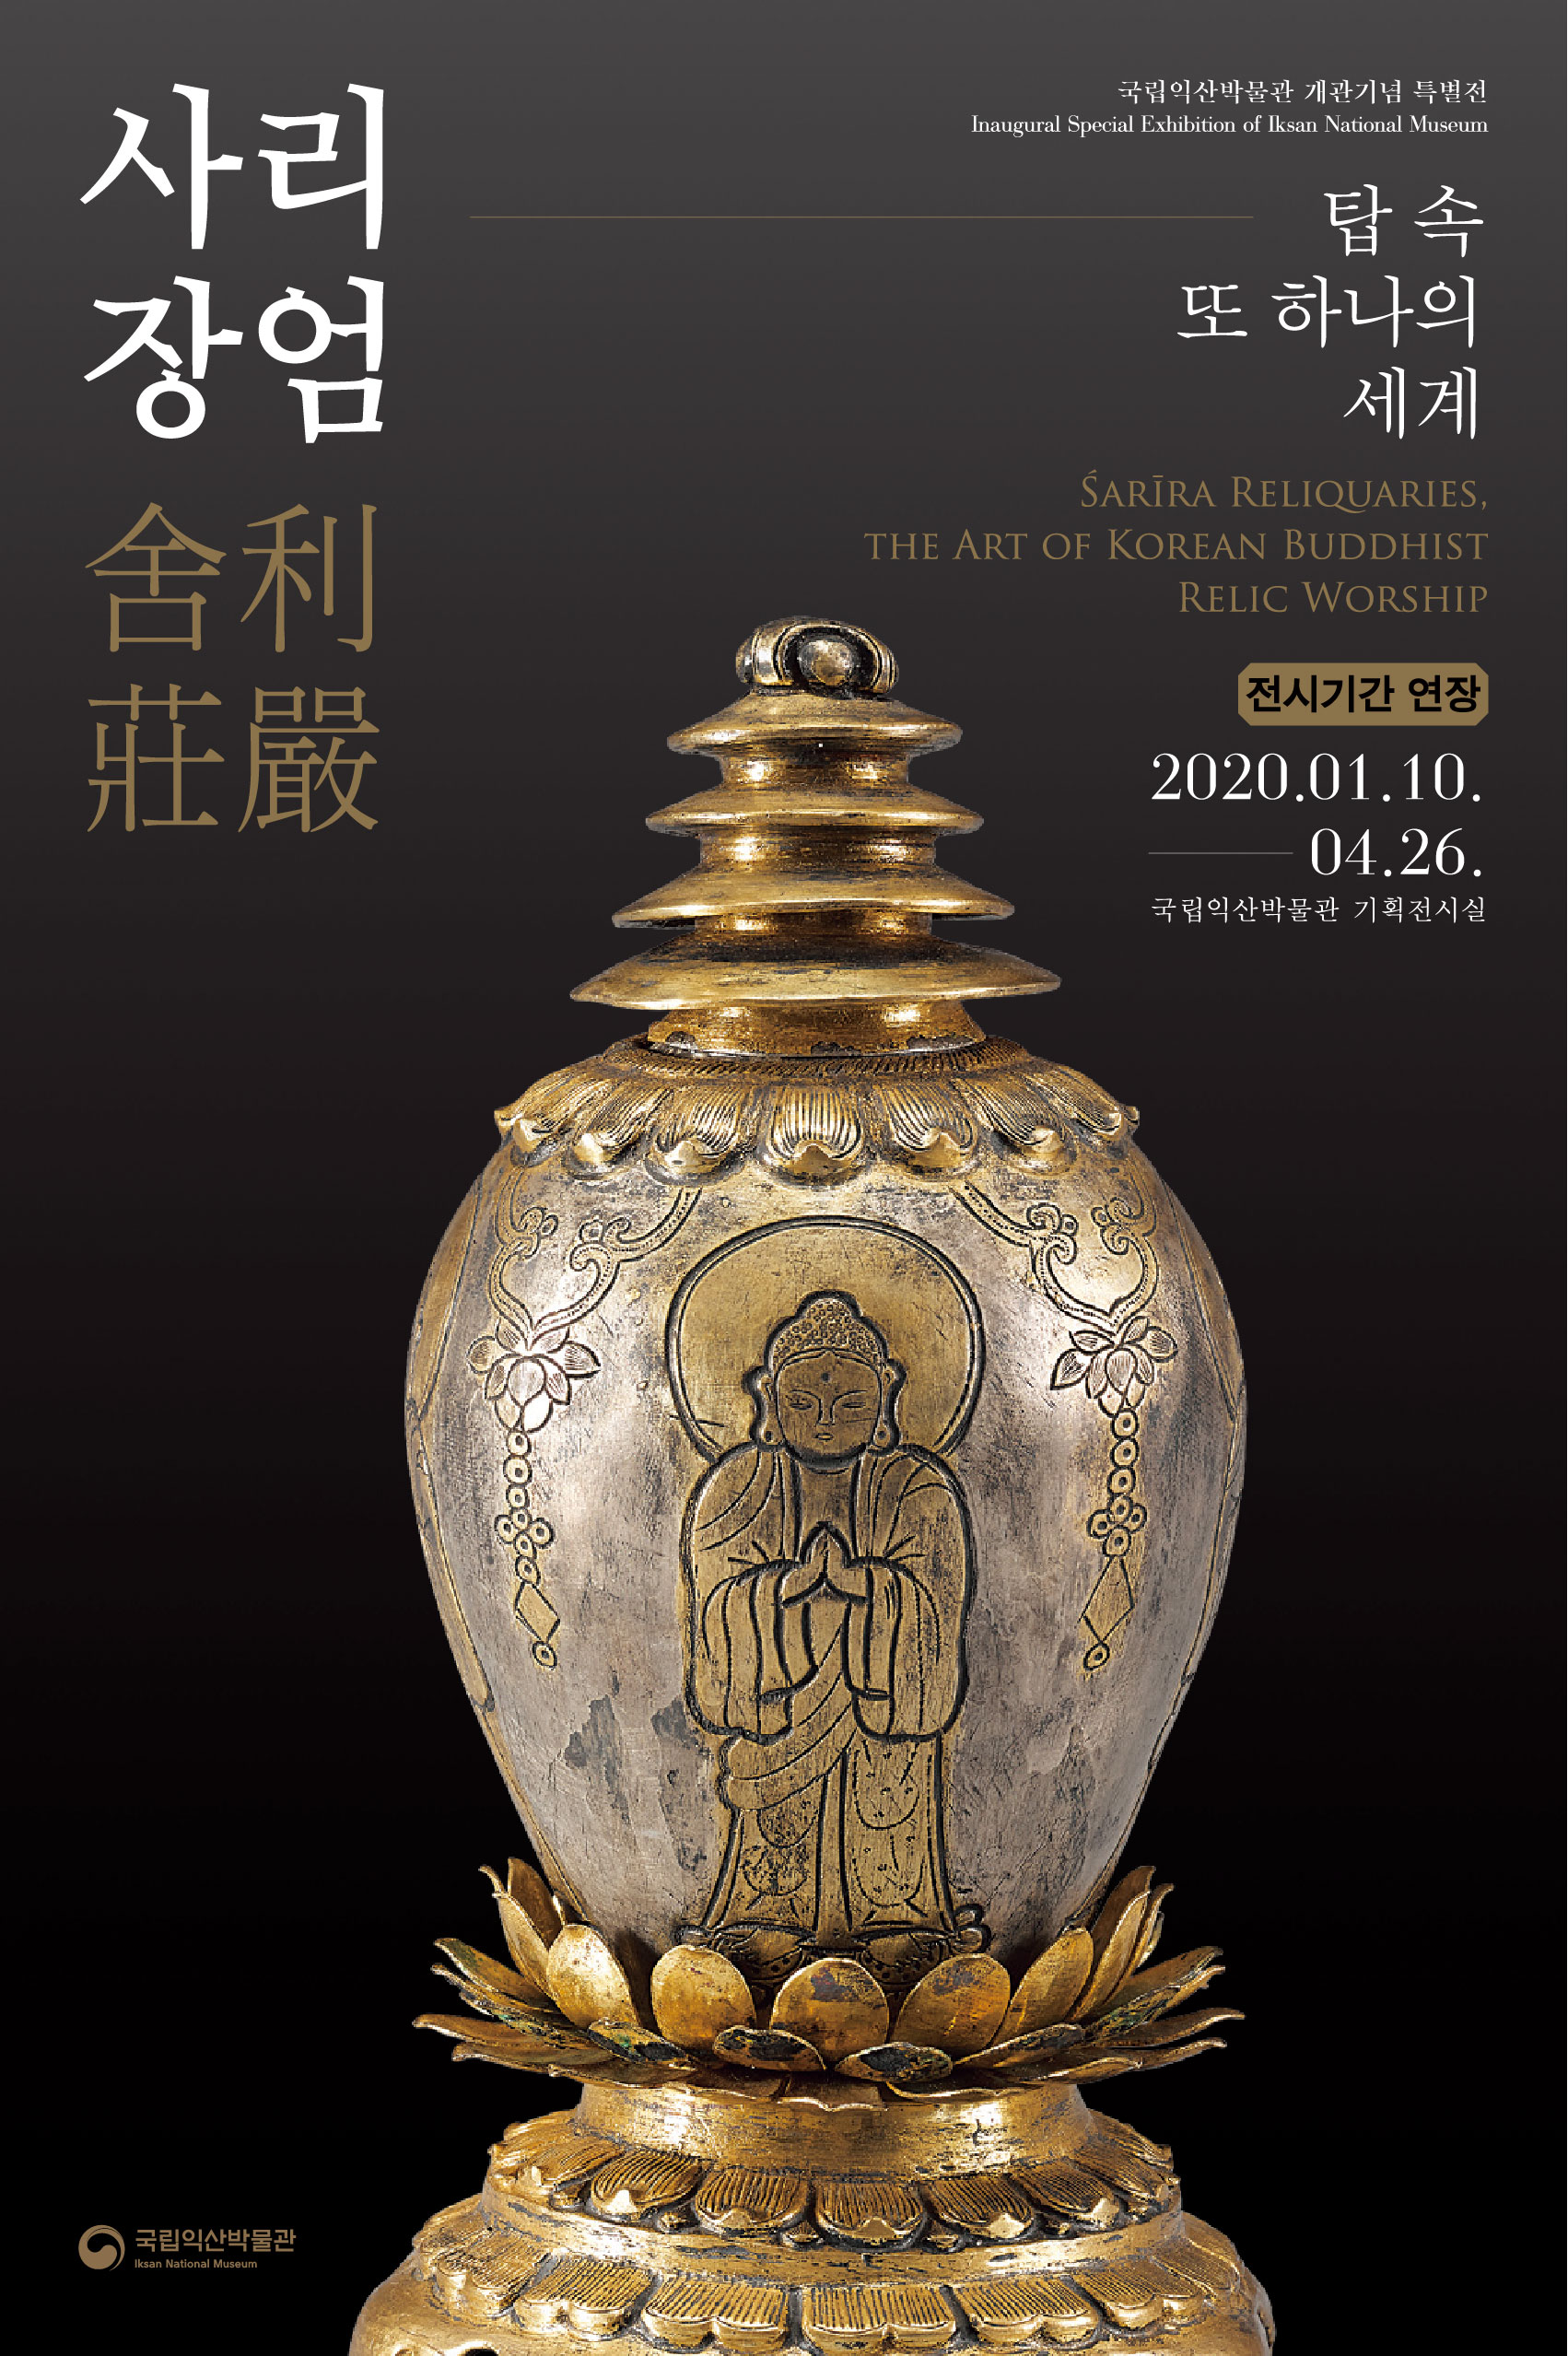 사리
장엄
舍利
莊嚴
국립익산박물관 개관기념 특별전
Inaugural Special Exhibition of Iksan National Museum
탑 속
또 하나의
세계
Śarīra Reliquaries,
the Art of Korean Buddhist
Relic Worship
전시기간 연장
2020.01.10.
04.26.
국립익산박물관 기획전시실
국립익산박물관
Iksan National Museum